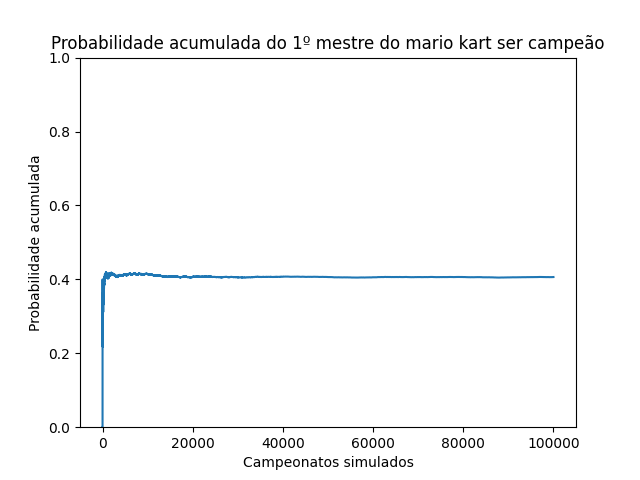 Probabilidade acumulada do 1º mestre do mario kart ser campeão
1.0
0.8
0.6
0.4
0.2
0.0
Probabilidade acumulada
0 20000 40000 60000 80000 100000
Campeonatos simulados